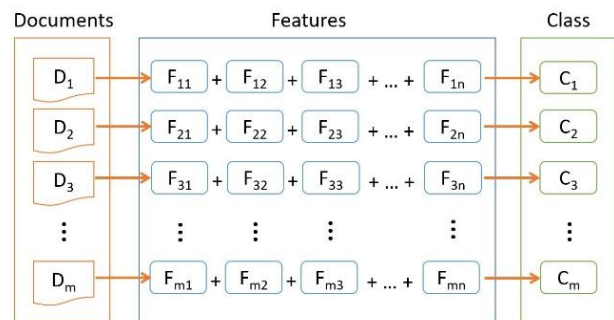 Documents Features Class
D1 F11 + F12 + F13 + ... + F1n C1
D2 F21 + F22 + F23 + ... + F2n C2
D3 F31 + F32 + F33 + ... + F3n C3
Dm Fm1 + Fm2 + Fm3 + ... + Fmn Cm